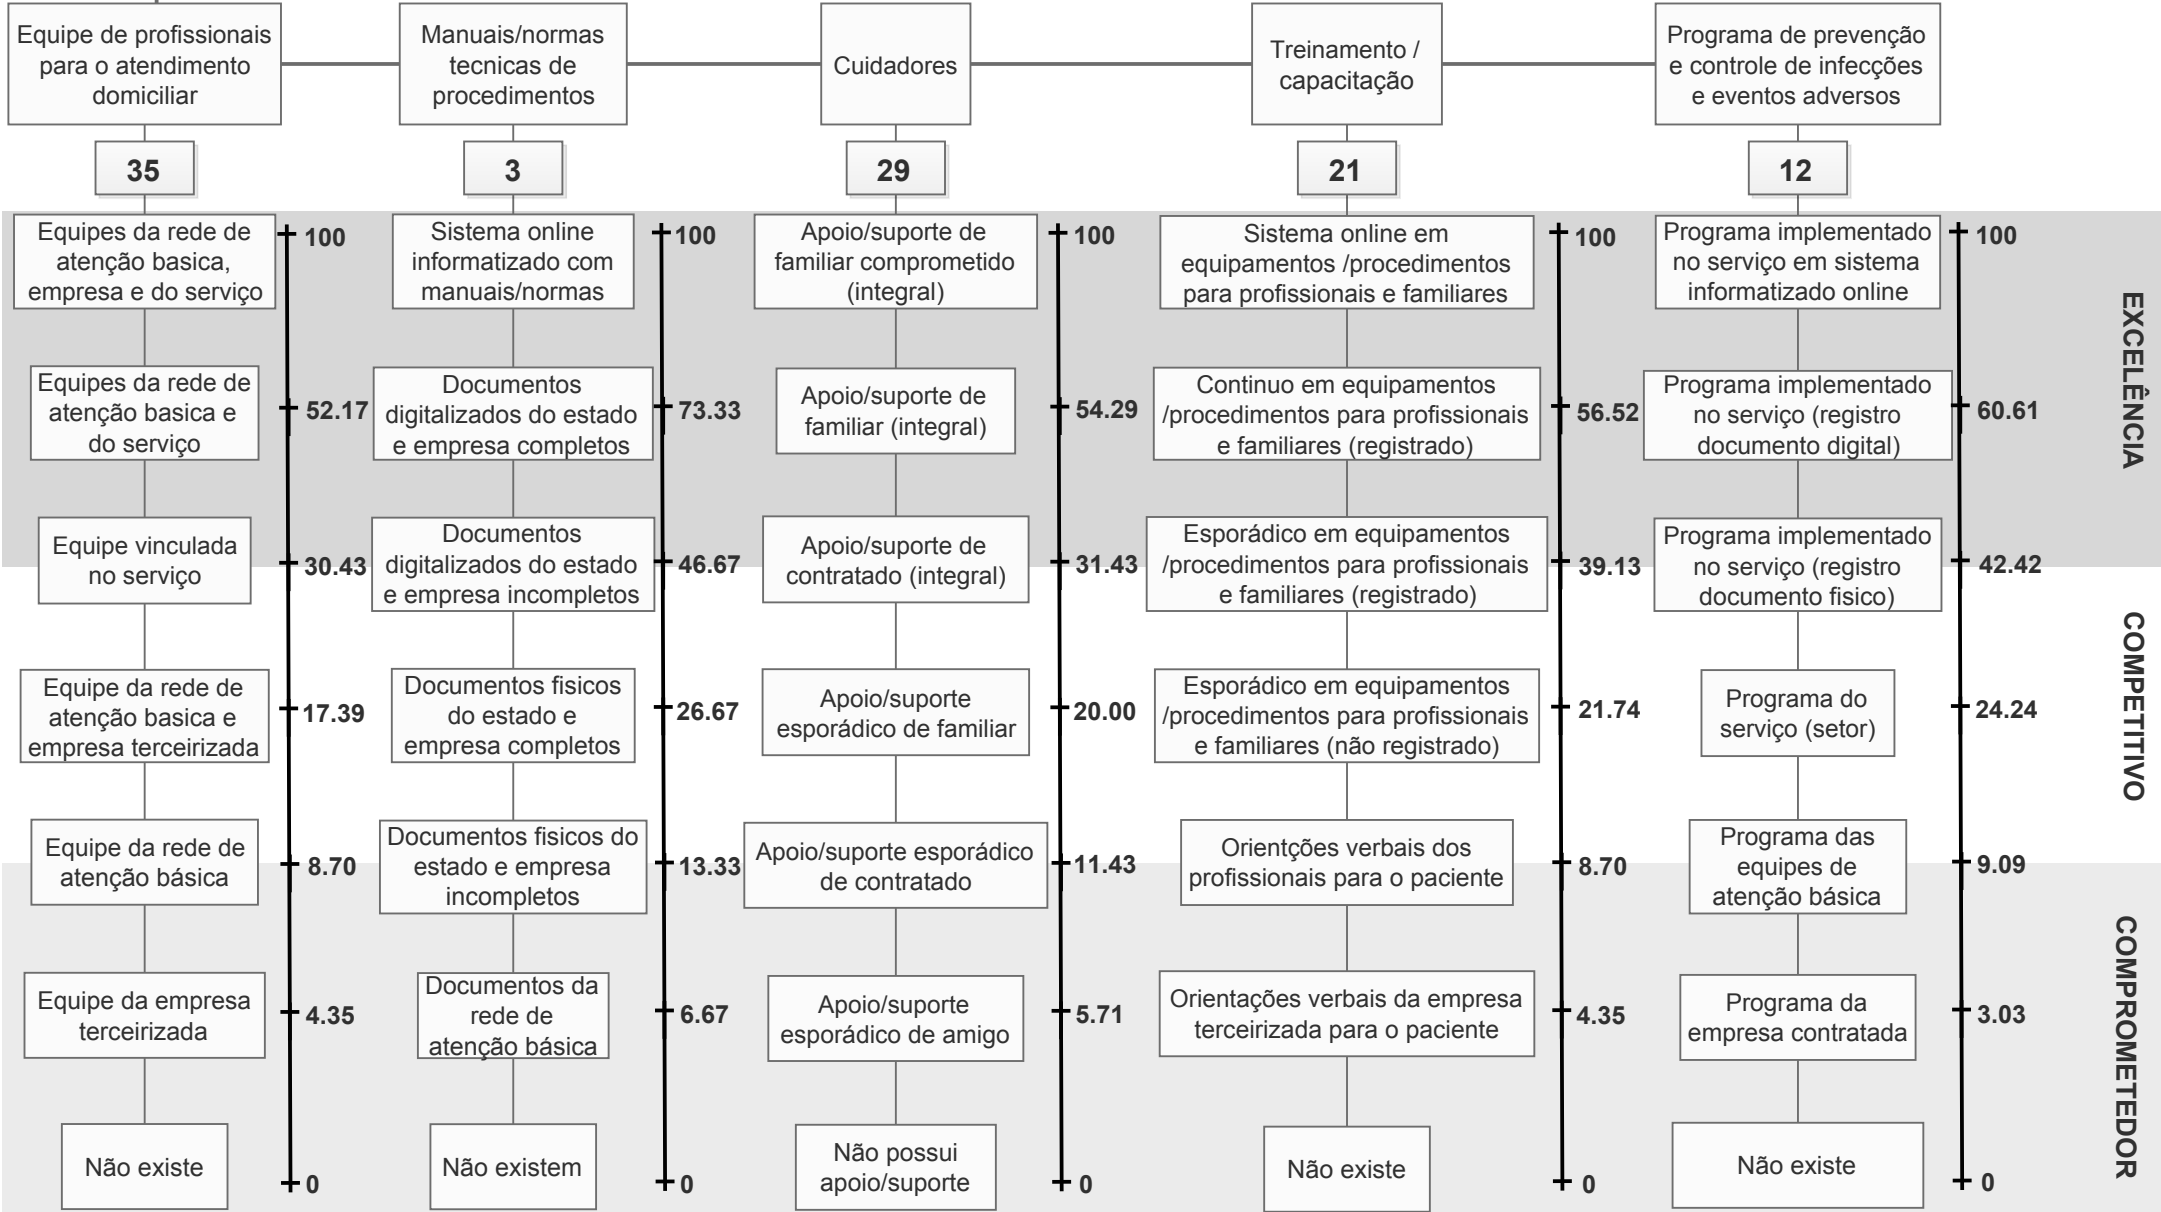 Equipe de profissionais
para o atendimento
domiciliar
Manuais/normas
tecnicas de
procedimentos
Cuidadores
Treinamento /
capacitação
Programa de prevenção
e controle de infecções
e eventos adversos
35
3
29
21
12
Equipes da rede de
atenção basica,
empresa e do serviço
100
Sistema online
informatizado com
manuais/normas
100
Apoio/suporte de
familiar comprometido
(integral)
100
Sistema online em
equipamentos /procedimentos
para profissionais e familiares
100
Programa implementado
no serviço em sistema
informatizado online
100
EXCELÊNCIA
Equipes da rede de
atenção basica e
do serviço
52.17
Documentos
digitalizados do estado
e empresa completos
73.33
Apoio/suporte de
familiar (integral)
54.29
Continuo em equipamentos
/procedimentos para profissionais
e familiares (registrado)
56.52
Programa implementado
no serviço (registro
documento digital)
60.61
Equipe vinculada
no serviço
30.43
Documentos
digitalizados do estado
e empresa incompletos
46.67
Apoio/suporte de
contratado (integral)
31.43
Esporádico em equipamentos
/procedimentos para profissionais
e familiares (registrado)
39.13
Programa implementado
no serviço (registro
documento fisico)
42.42
COMPETITIVO
Equipe da rede de
atenção basica e
empresa terceirizada
17.39
Documentos fisicos
do estado e
empresa completos
26.67
Apoio/suporte
esporádico de familiar
20.00
Esporádico em equipamentos
/procedimentos para profissionais
e familiares (não registrado)
21.74
Programa do
serviço (setor)
24.24
Equipe da rede de
atenção básica
8.70
Documentos fisicos do
estado e empresa
incompletos
13.33
Apoio/suporte esporádico
de contratado
11.43
Orientções verbais dos
profissionais para o paciente
8.70
Programa das
equipes de
atenção básica
9.09
COMPROMETEDOR
Equipe da empresa
terceirizada
4.35
Documentos da
rede de
atenção básica
6.67
Apoio/suporte
esporádico de amigo
5.71
Orientações verbais da empresa
terceirizada para o paciente
4.35
Programa da
empresa contratada
3.03
Não existe
0
Não existem
0
Não possui
apoio/suporte
0
Não existe
0
Não existe
0